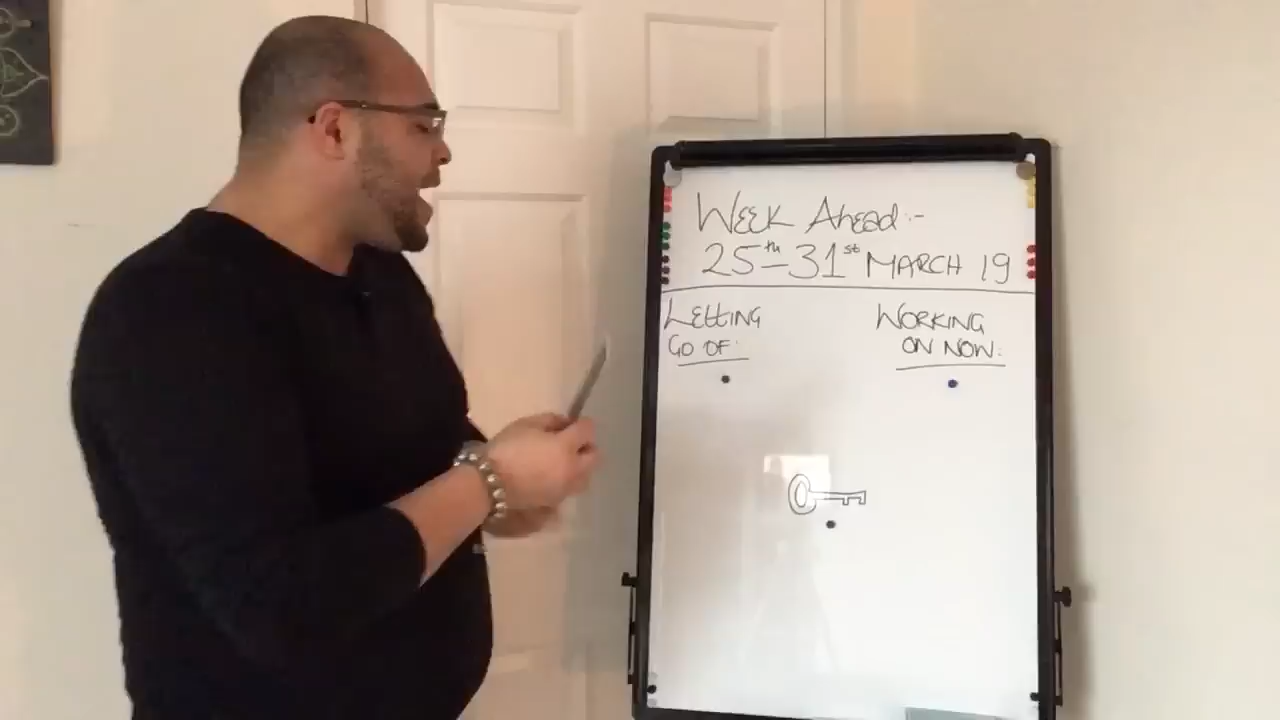 Week Ahead:-
25th-31st MARCH 19
Letting
Go OF:
WORKING
ON NOW: